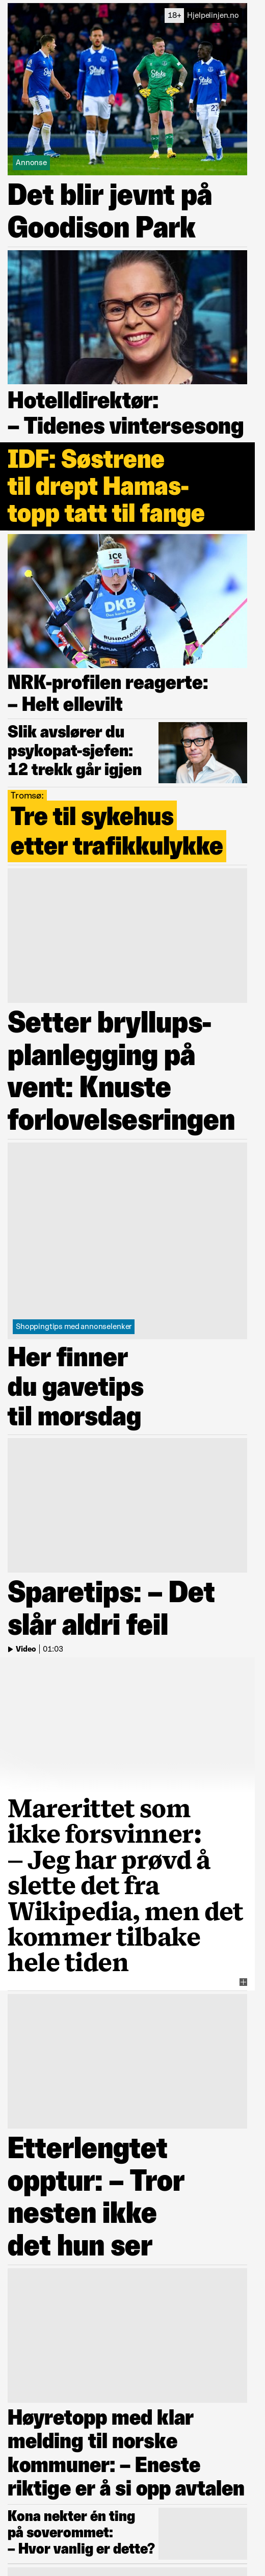 18+ Hjelpelinjen.no
Annonse
Det blir jevnt på
Goodison Park
Hotelldirektør:
– Tidenes vintersesong
IDF: Søstrene
til drept Hamas-
topp tatt til fange
ICE
DKB
1
RUHPOLDING
NRK-profilen reagerte:
– Helt ellevilt
Slik avslører du
psykopat-sjefen:
12 trekk går igjen
Tromsø:
Tre til sykehus
etter trafikkulykke
Setter bryllups-
planlegging på
vent: Knuste
forlovelsesringen
Shoppingtips med annonselenker
Her finner
du gavetips
til morsdag
Sparetips: – Det
slår aldri feil
Video | 01:03
Marerittet som
ikke forsvinner:
– Jeg har prøvd å
slette det fra
Wikipedia, men det
kommer tilbake
hele tiden
Etterlengtet
opptur: – Tror
nesten ikke
det hun ser
Høyretopp med klar
melding til norske
kommuner: – Eneste
riktige er å si opp avtalen
Kona nekter én ting
på soverommet:
– Hvor vanlig er dette?